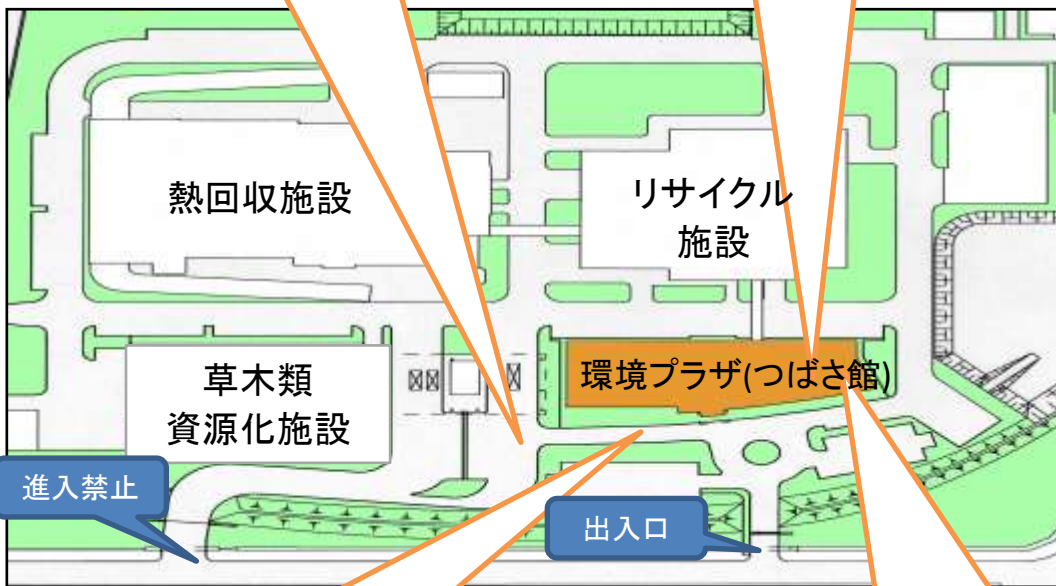 熱回収施設
リサイクル
施設
草木類
資源化施設
環境プラザ(つばさ館)
進入禁止
出入口